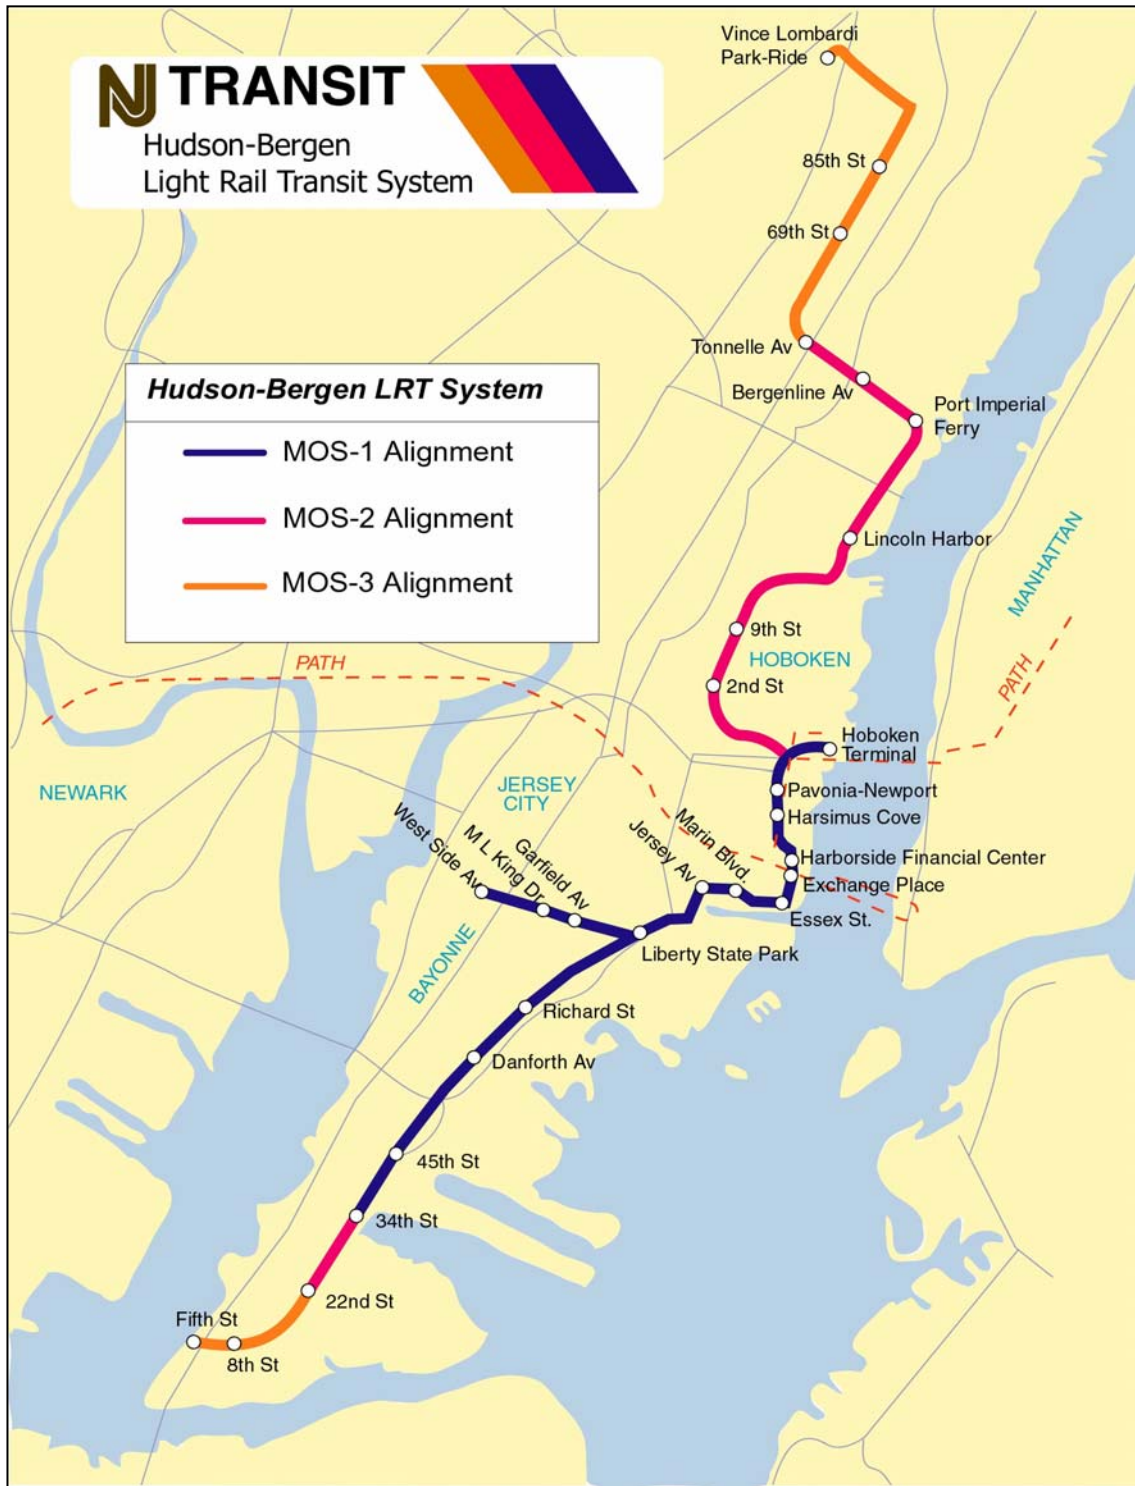 NJ TRANSIT
Hudson-Bergen
Light Rail Transit System
Vince Lombardi
Park-Ride
85th St
69th St
Tonnelle Av
Bergenline Av
Port Imperial
Ferry
Hudson-Bergen LRT System
MOS-1 Alignment
MOS-2 Alignment
MOS-3 Alignment
Lincoln Harbor
MANHATTAN
9th St
HOBOKEN
PATH
PATH
2nd St
Hoboken
Terminal
NEWARK
JERSEY
CITY
Pavonia-Newport
Harsimus Cove
West Side Av
M L King Dr
Garfield Av
Jersey Av
Marin Blvd.
Harborside Financial Center
Exchange Place
Essex St.
Liberty State Park
BAYONNE
Richard St
Danforth Av
45th St
34th St
22nd St
Fifth St
8th St